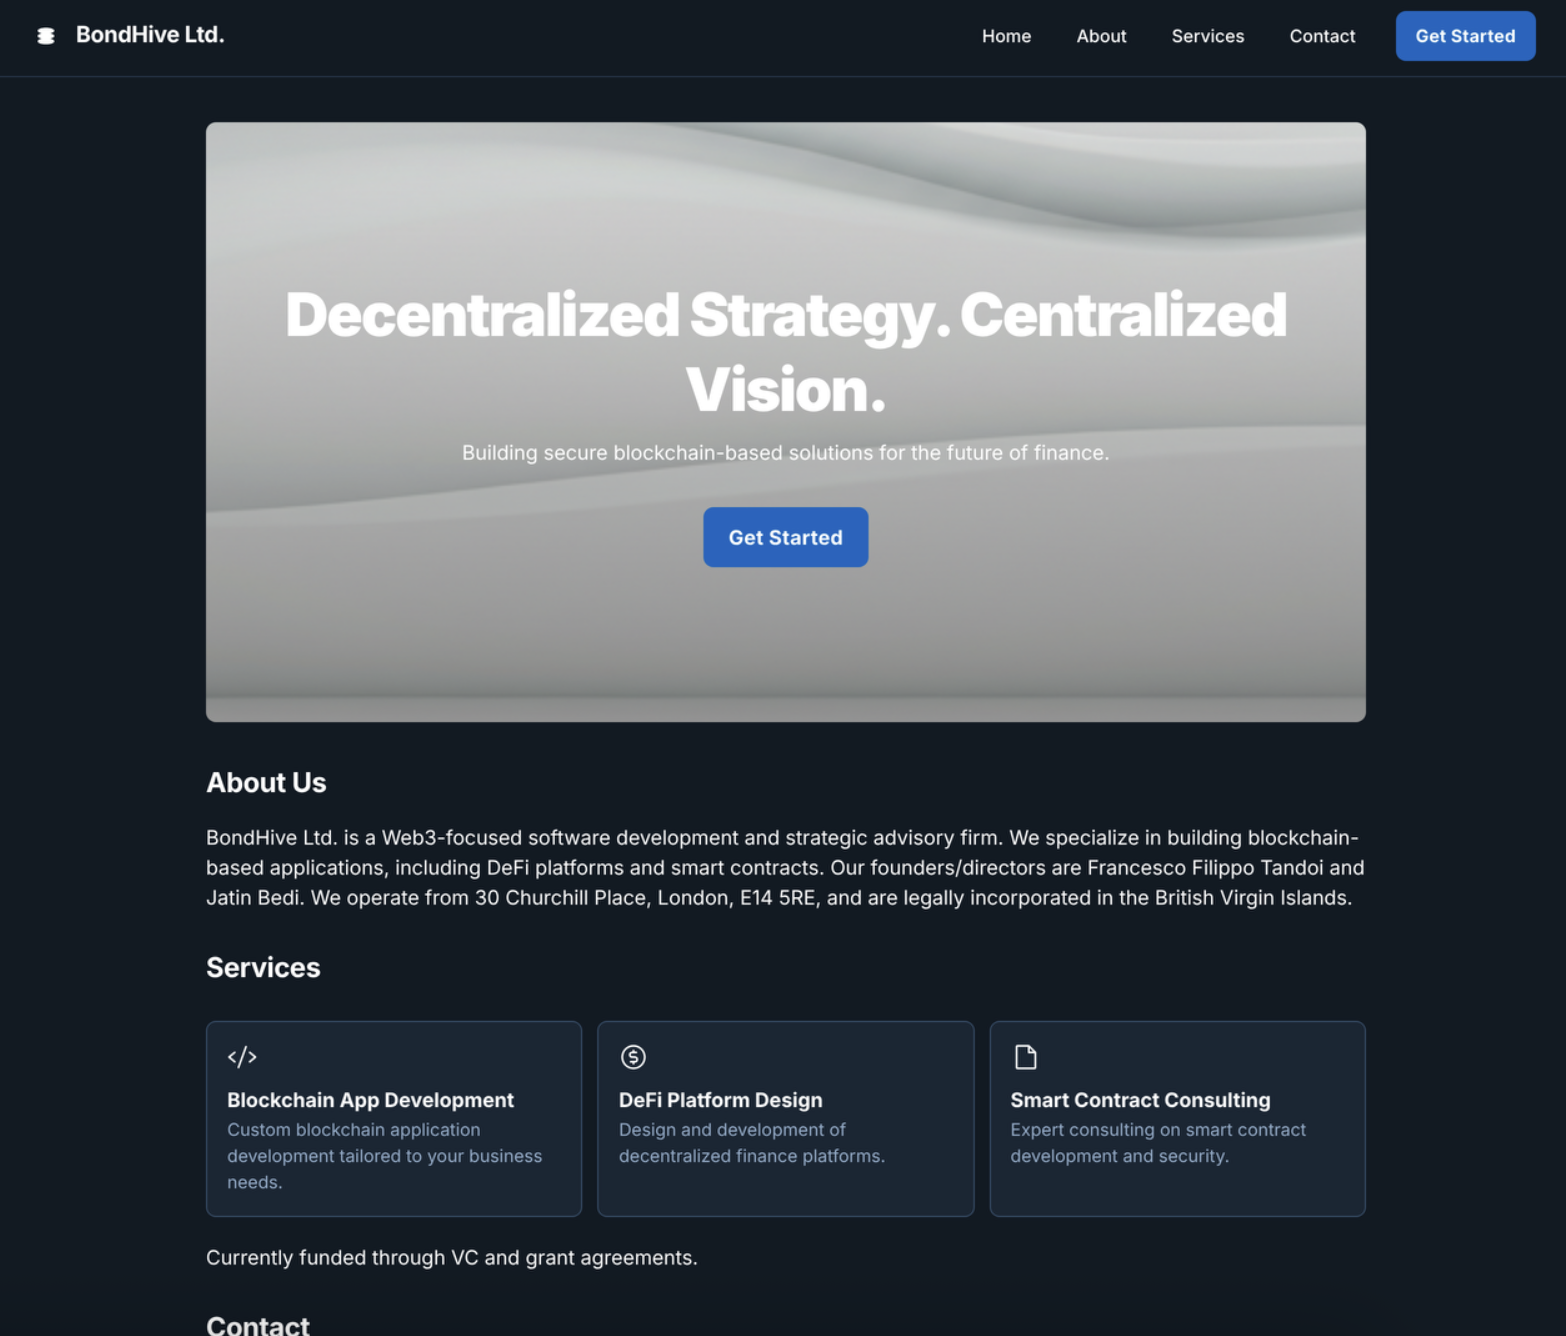 BondHive Ltd.
Home
About
Services
Contact
Get Started
Decentralized Strategy. Centralized
Vision.
Building secure blockchain-based solutions for the future of finance.
Get Started
About Us
BondHive Ltd. is a Web3-focused software development and strategic advisory firm. We specialize in building blockchain-
based applications, including DeFi platforms and smart contracts. Our founders/directors are Francesco Filippo Tandoi and
Jatin Bedi. We operate from 30 Churchill Place, London, E14 5RE, and are legally incorporated in the British Virgin Islands.
Services
Blockchain App Development
Custom blockchain application
development tailored to your business
needs.
DeFi Platform Design
Design and development of
decentralized finance platforms.
Smart Contract Consulting
Expert consulting on smart contract
development and security.
Currently funded through VC and grant agreements.
Contact